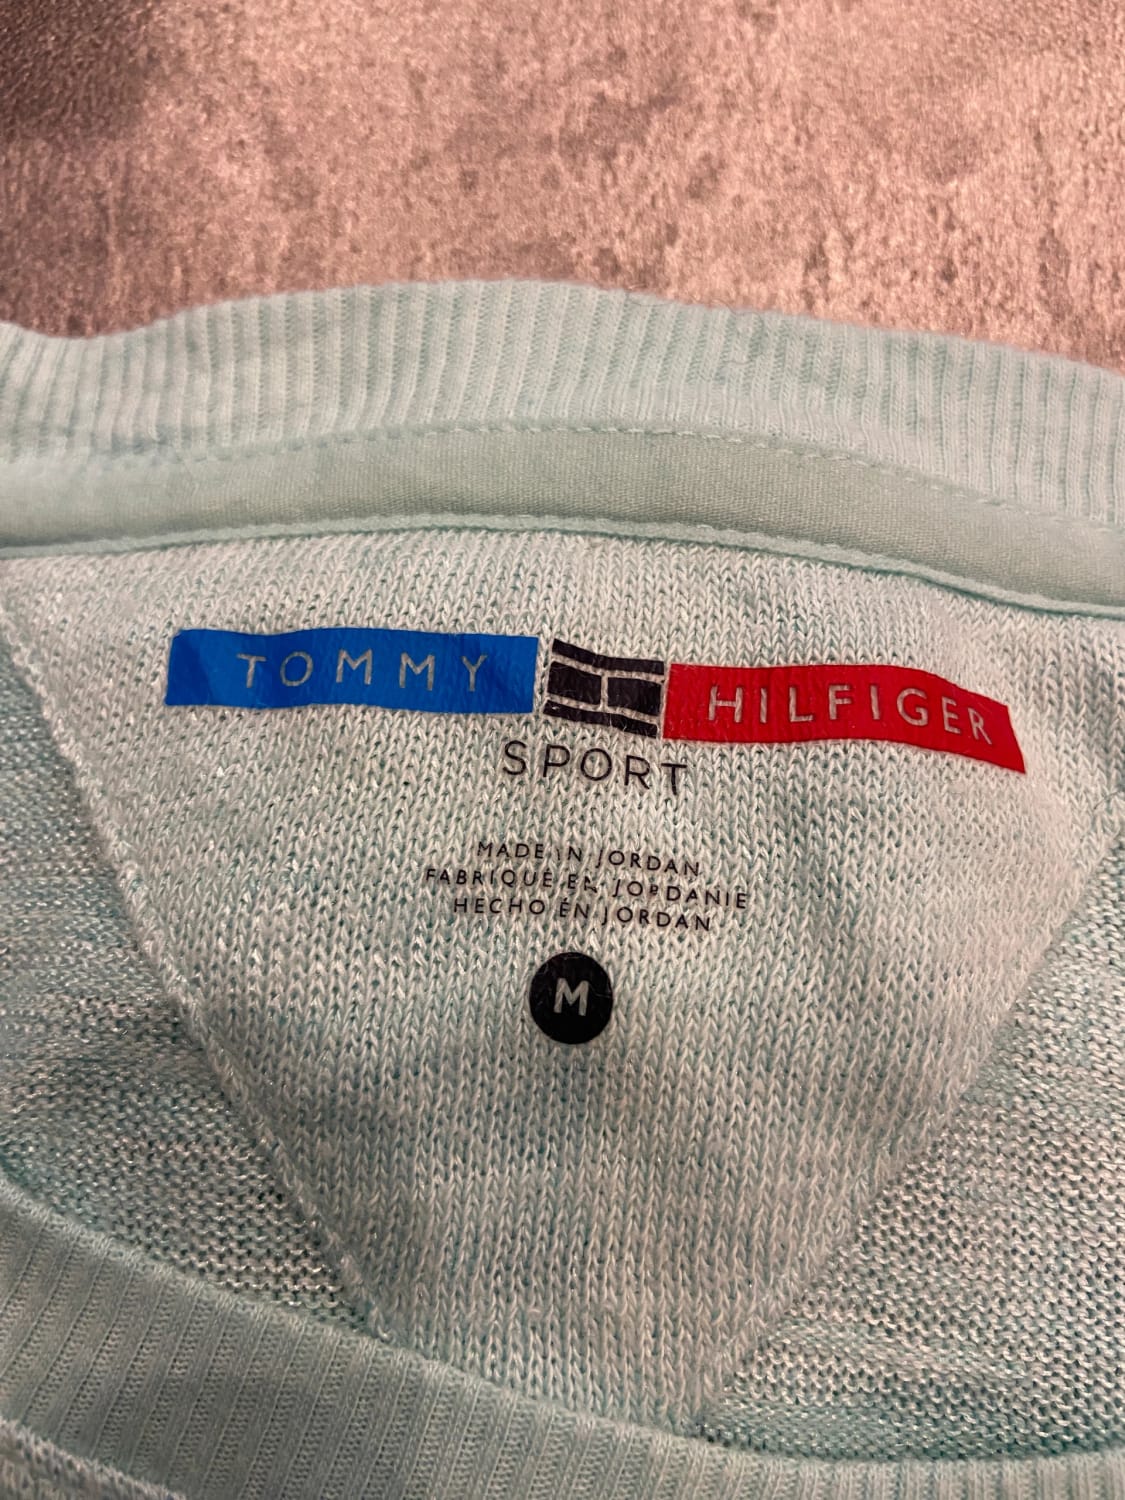 TOMMY HILFIGER
SPORT
MADE IN JORDAN
FABRIQUÉ EN JORDANIE
HECHO EN JORDAN
M